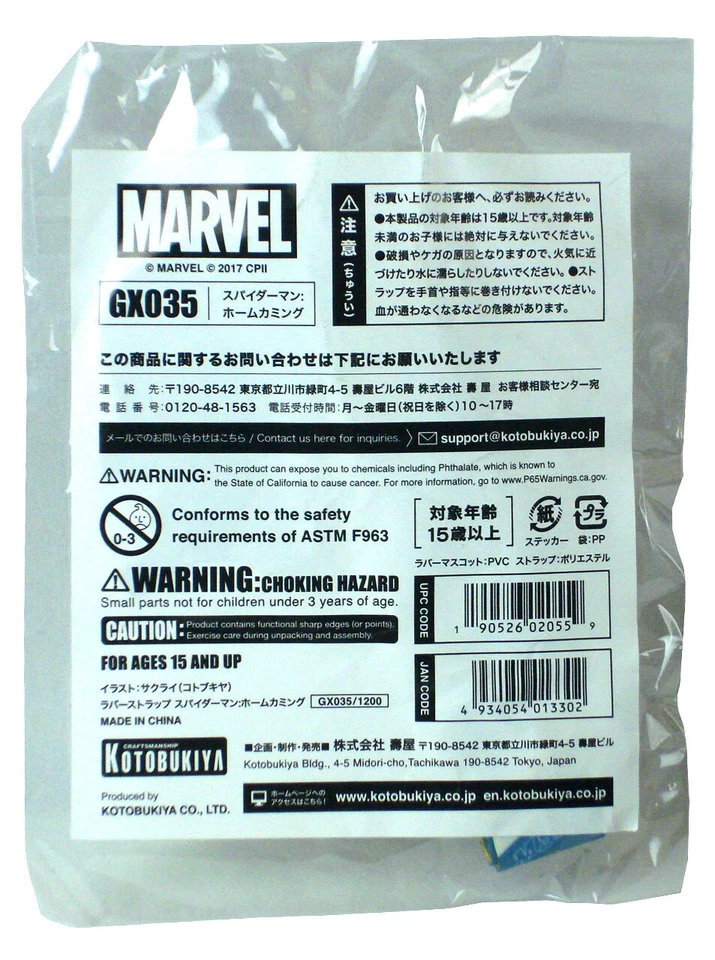 MARVEL
© MARVEL © 2017 CPII
GX035
スパイダーマン:
ホームカミング
注意(ちゅうい)
お買い上げのお客様へ、必ずお読みください。
●本製品の対象年齢は15歳以上です。対象年齢
未満のお子様には絶対に与えないでください。
●破損やケガの原因となりますので、火気に近
づけたり水に濡らしたりしないでください。●スト
ラップを手首や指等に巻き付けないでください。
血が通わなくなるなどの危険があります。
この商品に関するお問い合わせは下記にお願いいたします
連絡先:〒190-8542 東京都立川市緑町4-5 壽屋ビル6階 株式会社 壽 屋 お客様相談センター宛
電話番号:0120-48-1563 電話受付時間:月〜金曜日(祝日を除く)10〜17時
メールでのお問い合わせはこちら / Contact us here for inquiries. support@kotobukiya.co.jp
WARNING: This product can expose you to chemicals including Phthalate, which is known to
the State of California to cause cancer. For more information, go to www.P65Warnings.ca.gov.
0-3
Conforms to the safety
requirements of ASTM F963
対象年齢
15歳以上
紙
ステッカー
プラ
袋:PP
ラバーマスコット:PVC ストラップ:ポリエステル
WARNING:CHOKING HAZARD
Small parts not for children under 3 years of age.
CAUTION: Product contains functional sharp edges (or points).
Exercise care during unpacking and assembly.
FOR AGES 15 AND UP
UPC CODE
1 90526 02055 9
イラスト:サクライ(コトブキヤ)
ラバーストラップ スパイダーマン:ホームカミング GX035/1200
MADE IN CHINA
JAN CODE
4 934054 013302
CRAFTSMANSHIP
KOTOBUKIYA
■企画・制作・発売■ 株式会社 壽屋 〒190-8542 東京都立川市緑町4-5 壽屋ビル
Kotobukiya Bldg., 4-5 Midori-cho,Tachikawa 190-8542 Tokyo, Japan
Produced by
KOTOBUKIYA CO., LTD.
ホームページへの
アクセスはこちら!
www.kotobukiya.co.jp en.kotobukiya.co.jp